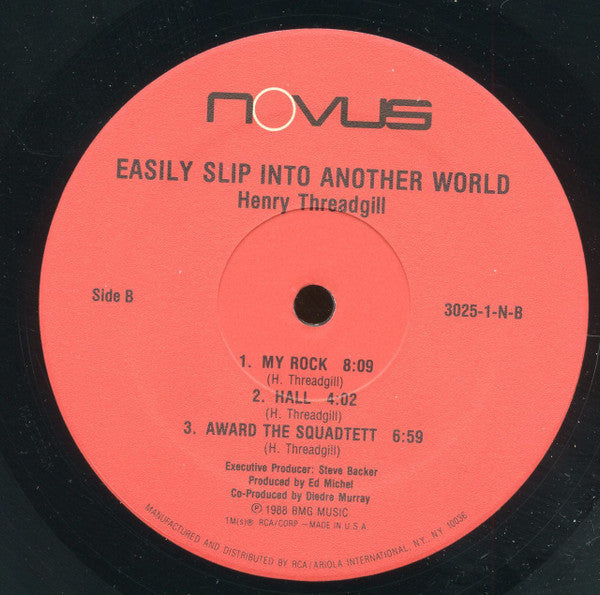 NOVUS
EASILY SLIP INTO ANOTHER WORLD
Henry Threadgill
Side B
3025-1-N-B
1. MY ROCK 8:09
(H. Threadgill)
2. HALL 4:02
(H. Threadgill)
3. AWARD THE SQUADTETT 6:59
(H. Threadgill)
Executive Producer: Steve Backer
Produced by Ed Michel
Co-Produced by Diedre Murray
℗ 1988 BMG MUSIC
TM(s)® RCA/CORP – MADE IN U.S.A.
MANUFACTURED AND DISTRIBUTED BY RCA/ARIOLA INTERNATIONAL, NY, NY 10036